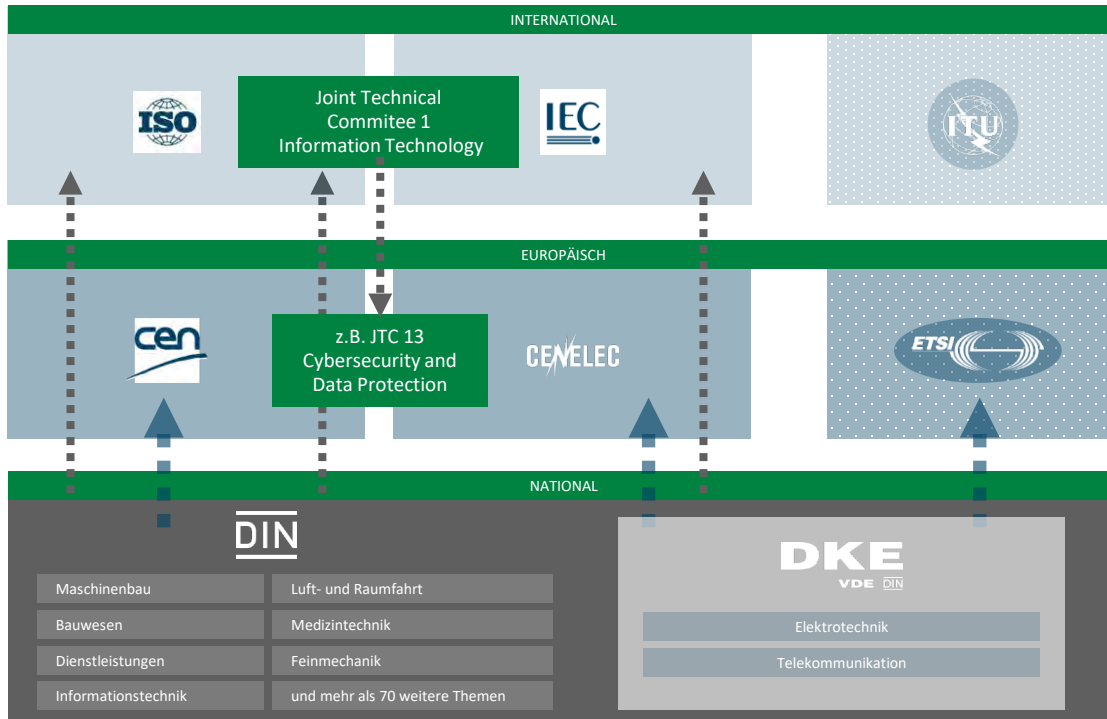 INTERNATIONAL
ISO
Joint Technical
Commitee 1
Information Technology
IEC
ITU
EUROPÄISCH
cen
z.B. JTC 13
Cybersecurity and
Data Protection
CENELEC
ETSI
NATIONAL
DIN
Maschinenbau
Luft- und Raumfahrt
Bauwesen
Medizintechnik
Dienstleistungen
Feinmechanik
Informationstechnik
und mehr als 70 weitere Themen
DKE
VDE DIN
Elektrotechnik
Telekommunikation